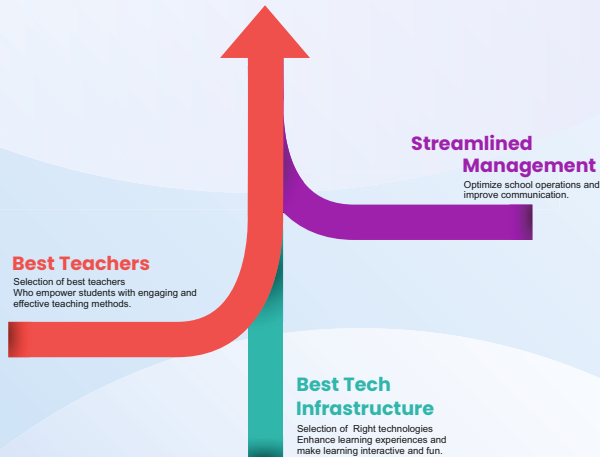 Streamlined
Management
Optimize school operations and
improve communication.
Best Teachers
Selection of best teachers
Who empower students with engaging and
effective teaching methods.
Best Tech
Infrastructure
Selection of  Right technologies
Enhance learning experiences and
make learning interactive and fun.